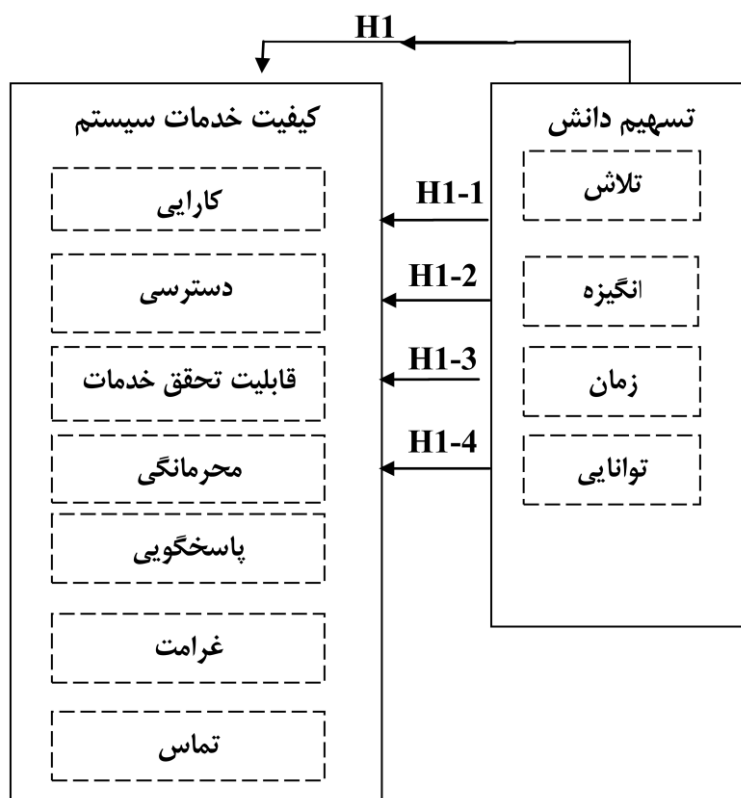 H1
تسهیم دانش
تلاش
انگیزه
زمان
توانایی
H1-1
H1-2
H1-3
H1-4
کیفیت خدمات سیستم
کارایی
دسترسی
قابلیت تحقق خدمات
محرمانگی
پاسخگویی
غرامت
تماس